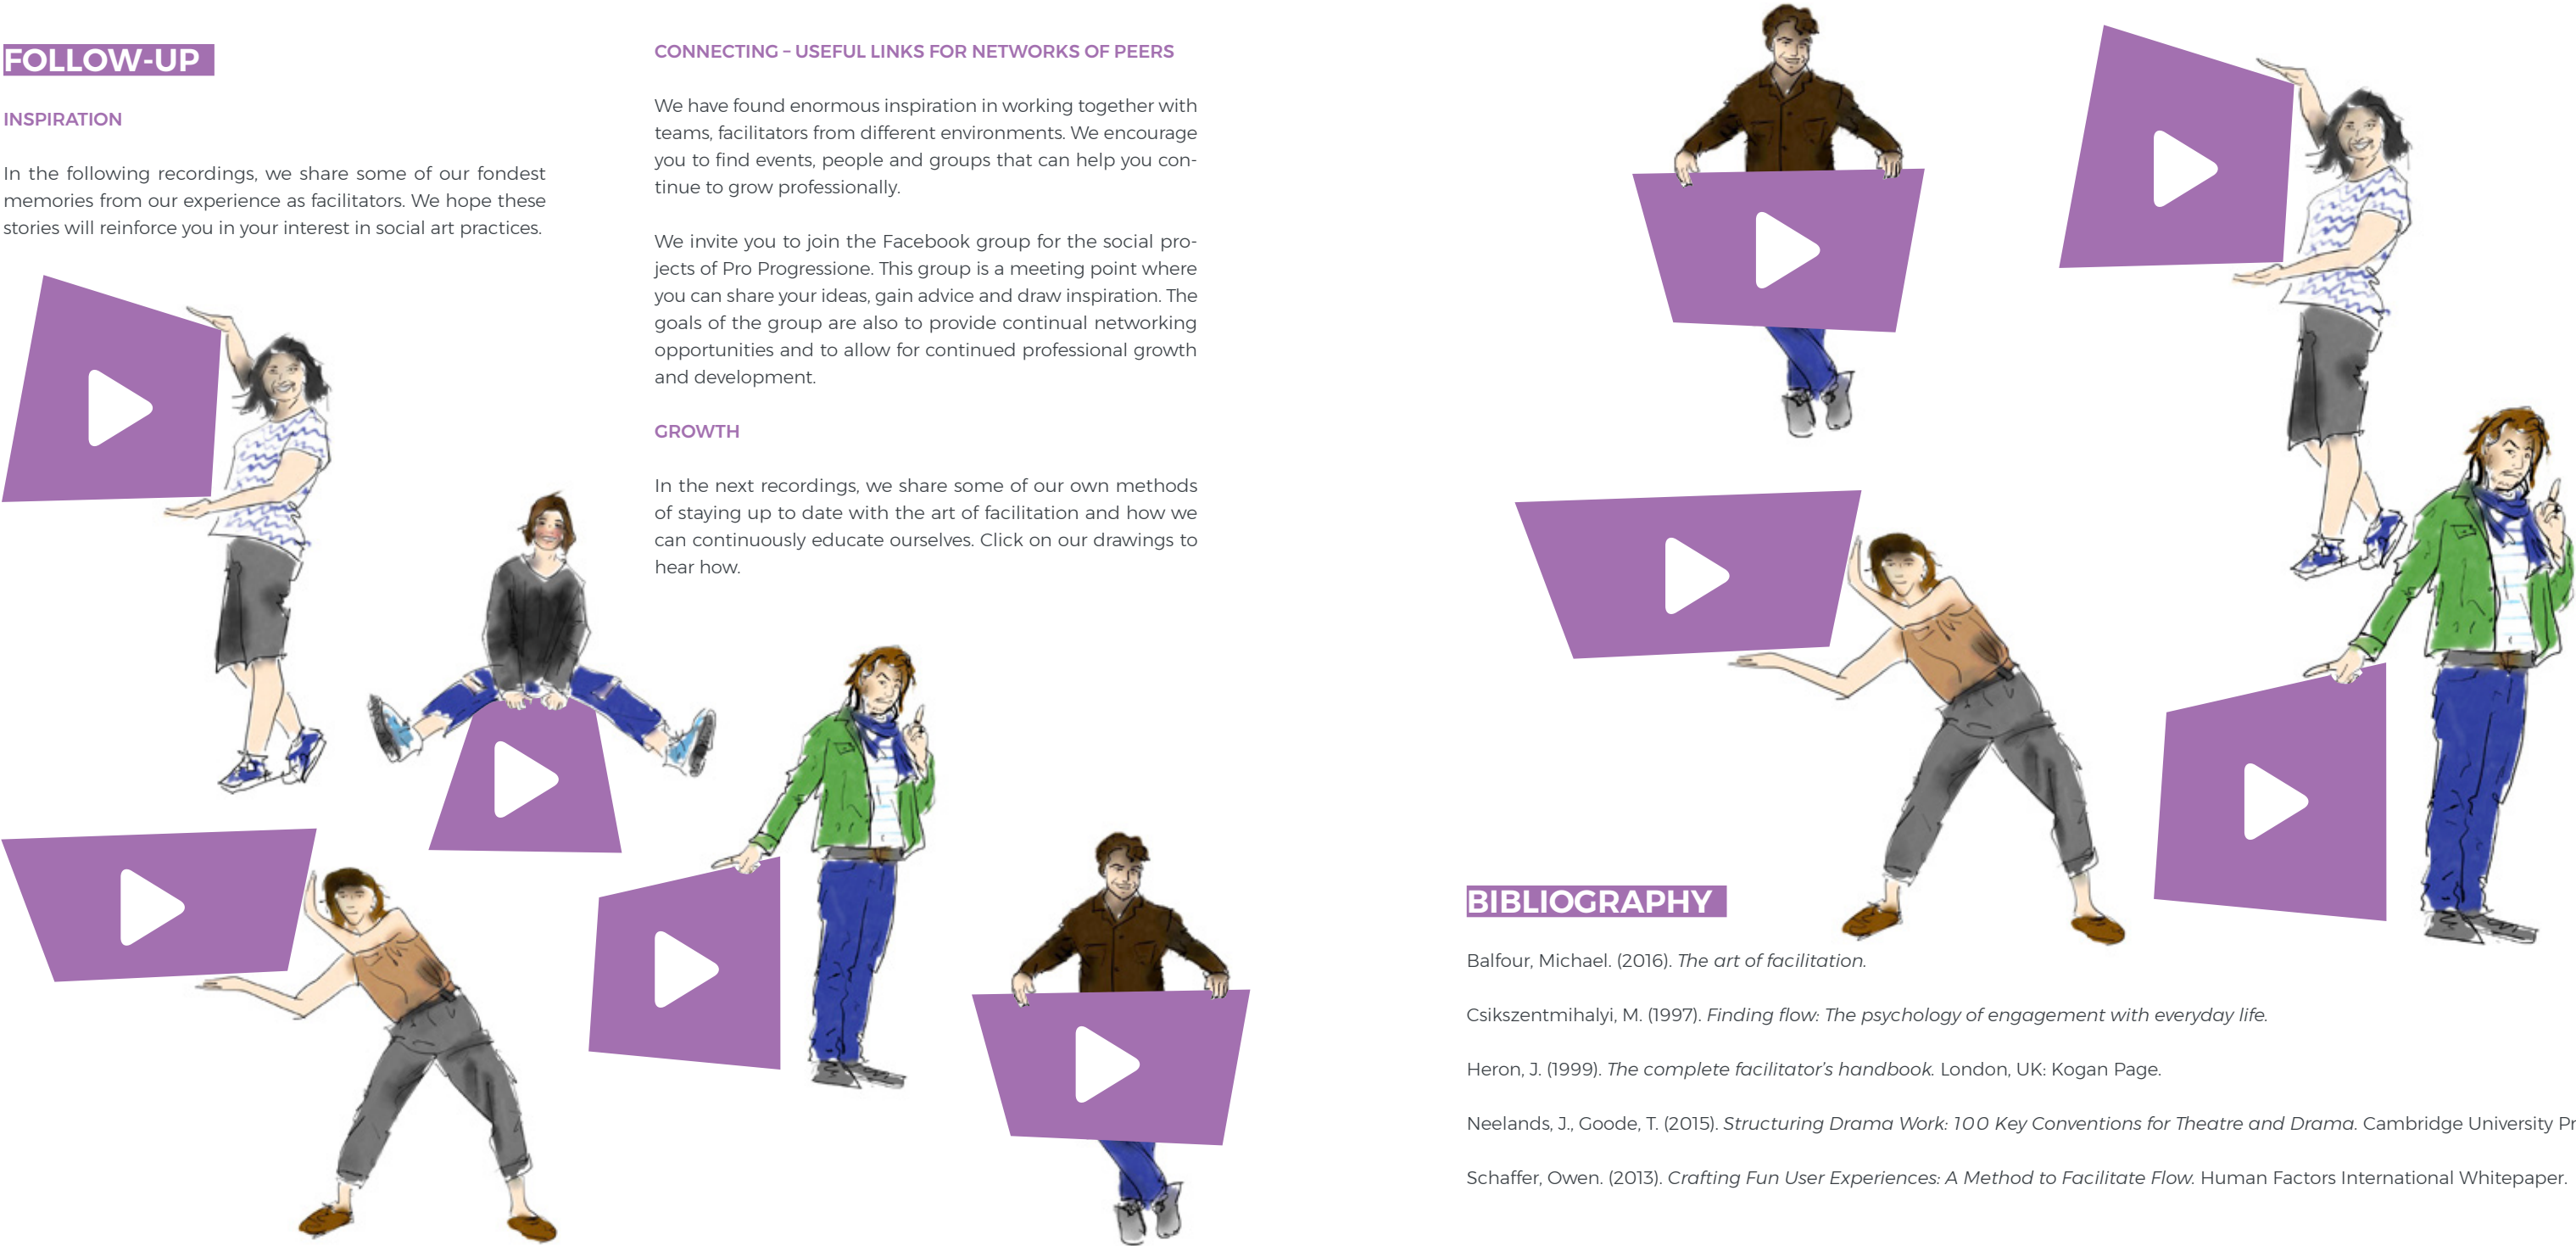 FOLLOW-UP
INSPIRATION
In the following recordings, we share some of our fondest
memories from our experience as facilitators. We hope these
stories will reinforce you in your interest in social art practices.
CONNECTING – USEFUL LINKS FOR NETWORKS OF PEERS
We have found enormous inspiration in working together with
teams, facilitators from different environments. We encourage
you to find events, people and groups that can help you con-
tinue to grow professionally.
We invite you to join the Facebook group for the social pro-
jects of Pro Progressione. This group is a meeting point where
you can share your ideas, gain advice and draw inspiration. The
goals of the group are also to provide continual networking
opportunities and to allow for continued professional growth
and development.
GROWTH
In the next recordings, we share some of our own methods
of staying up to date with the art of facilitation and how we
can continuously educate ourselves. Click on our drawings to
hear how.
BIBLIOGRAPHY
Balfour, Michael. (2016). The art of facilitation.
Csikszentmihalyi, M. (1997). Finding flow: The psychology of engagement with everyday life.
Heron, J. (1999). The complete facilitator’s handbook. London, UK: Kogan Page.
Neelands, J., Goode, T. (2015). Structuring Drama Work: 100 Key Conventions for Theatre and Drama. Cambridge University
Schaffer, Owen. (2013). Crafting Fun User Experiences: A Method to Facilitate Flow. Human Factors International Whitepaper.